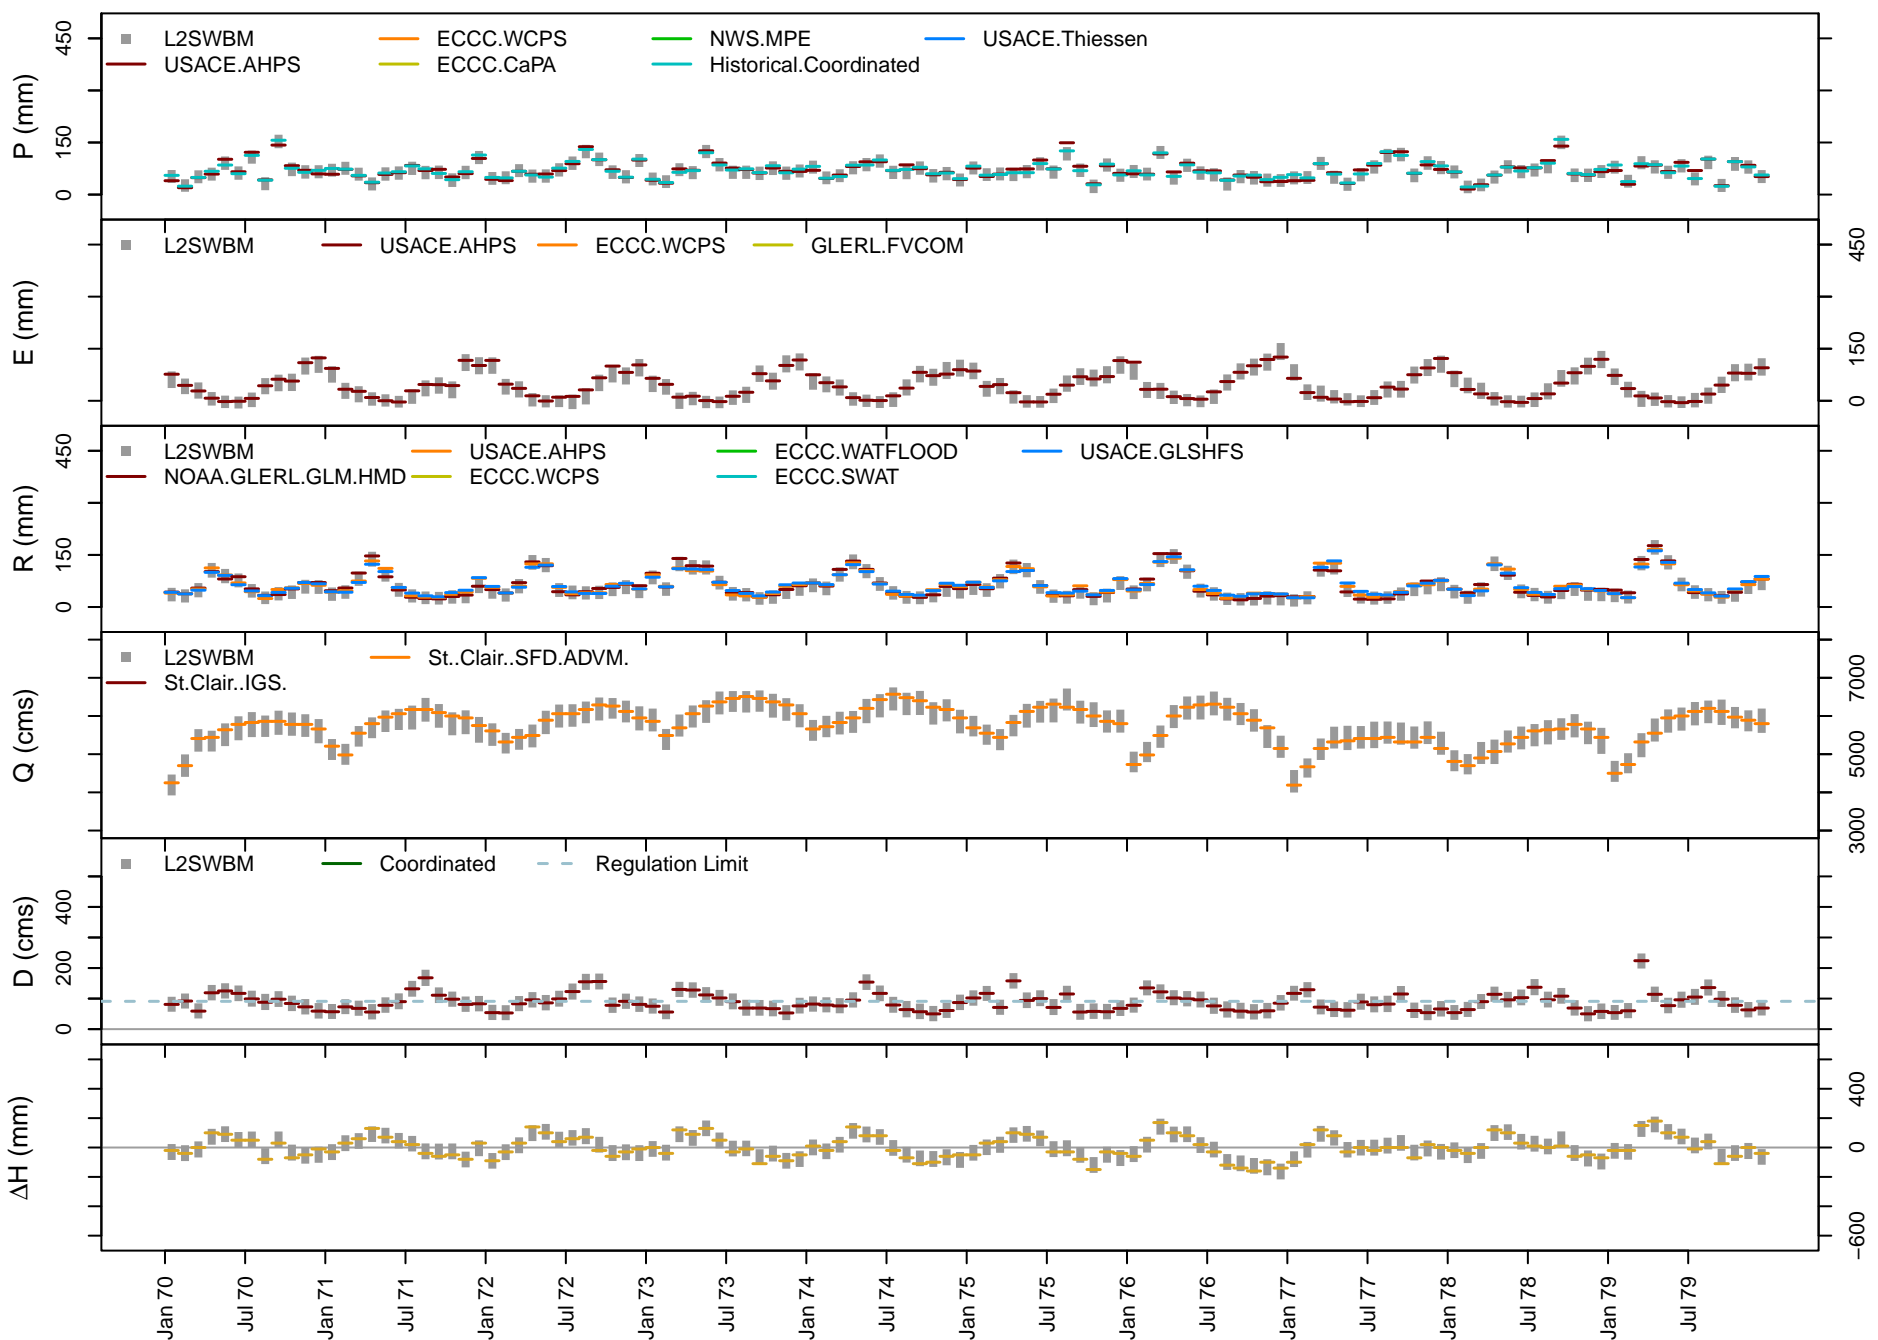 L2SWBM ECCC.WCPS NWS.MPE USACE.Thiessen
USACE.AHPS ECCC.CaPA Historical.Coordinated
P (mm)
0 150 450
L2SWBM USACE.AHPS ECCC.WCPS GLERL.FVCOM
E (mm)
0 150 450
L2SWBM USACE.AHPS ECCC.WATFLOOD USACE.GLSHFS
NOAA.GLERL.GLM.HMD ECCC.WCPS ECCC.SWAT
R (mm)
0 150 450
L2SWBM St..Clair..SFD.ADVM.
St.Clair..IGS.
Q (cms)
3000 5000 7000
L2SWBM Coordinated Regulation Limit
D (cms)
0 200 400
ΔH (mm)
−600 0 400
Jan 70 Jul 70 Jan 71 Jul 71 Jan 72 Jul 72 Jan 73 Jul 73 Jan 74 Jul 74 Jan 75 Jul 75 Jan 76 Jul 76 Jan 77 Jul 77 Jan 78 Jul 78 Jan 79 Jul 79